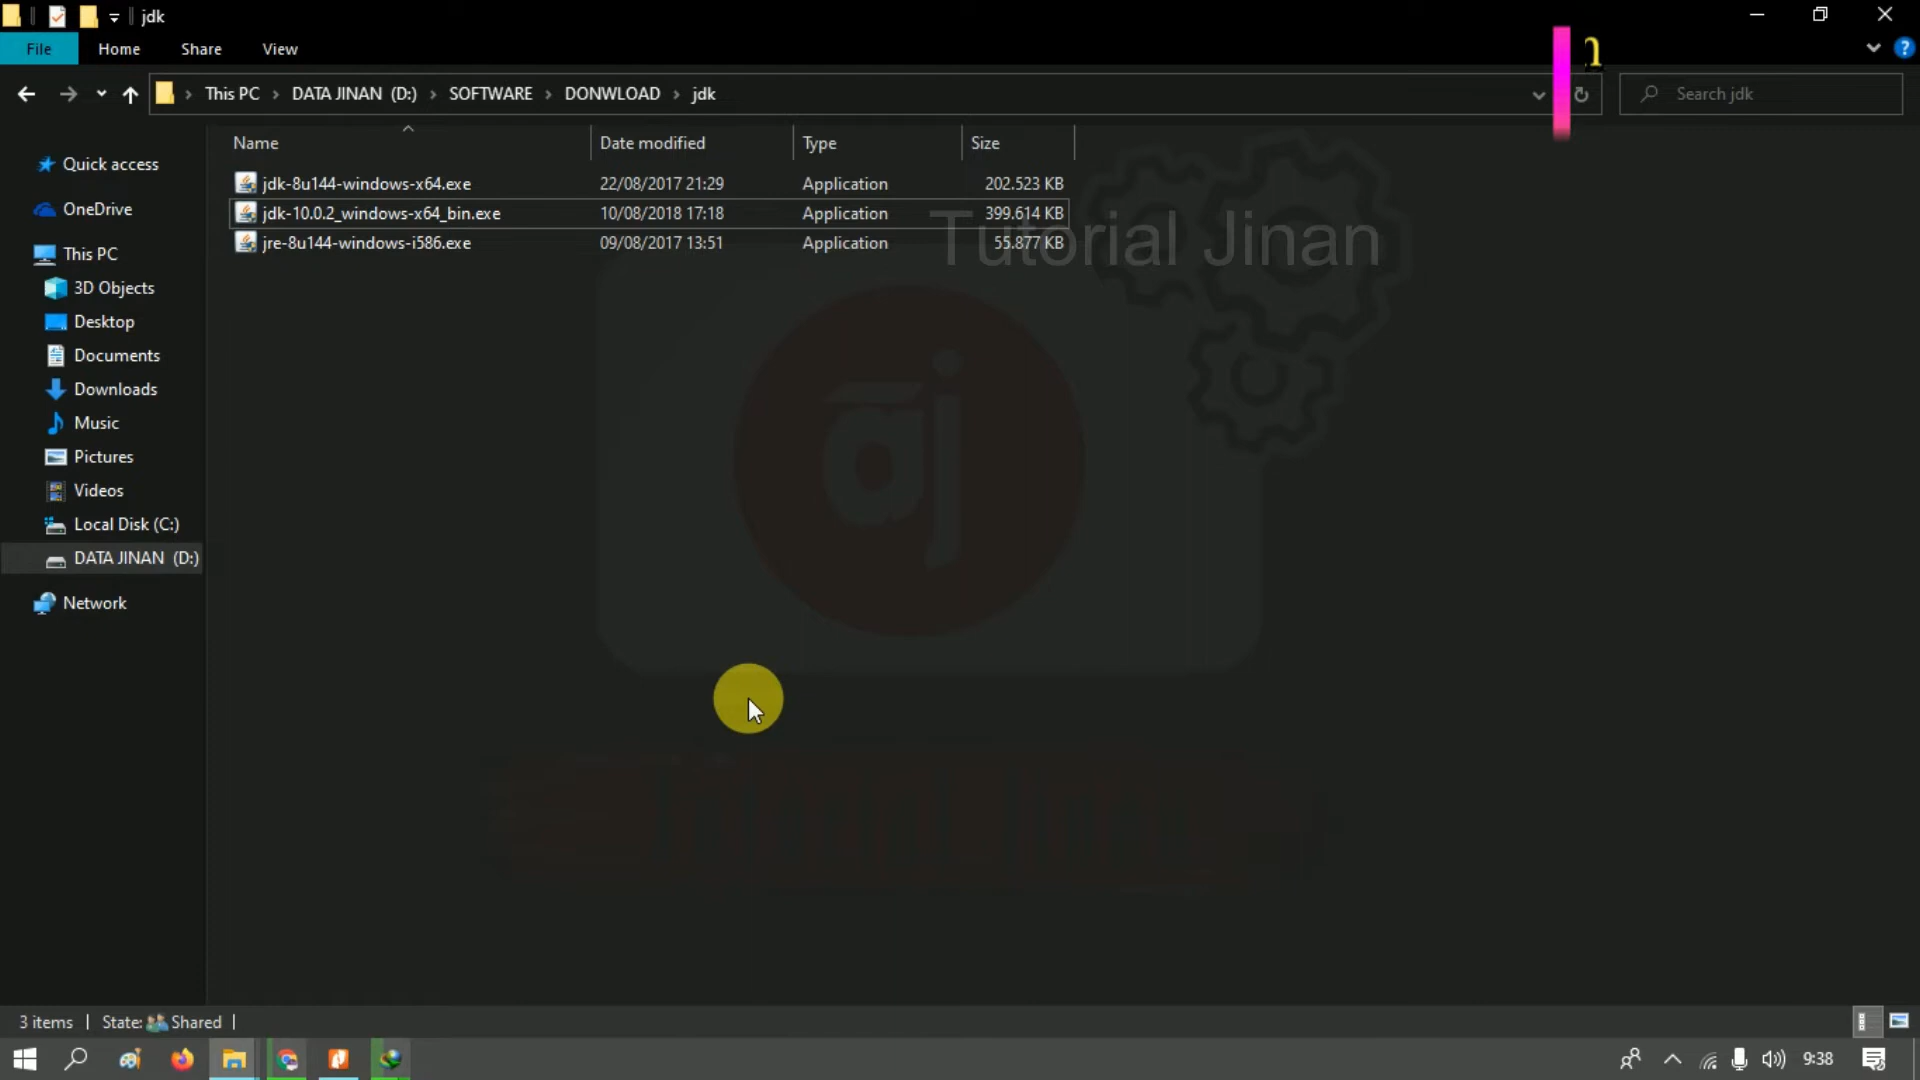 jdk
File Home Share View
This PC DATA JINAN (D:) SOFTWARE DONWLOAD jdk
Search jdk
Name Date modified Type Size
jdk-8u144-windows-x64.exe 22/08/2017 21:29 Application 202.523 KB
jdk-10.0.2_windows-x64_bin.exe 10/08/2018 17:18 Application 399.614 KB
jre-8u144-windows-i586.exe 09/08/2017 13:51 Application 55.877 KB
Tutorial Jinan
aj
Quick access
OneDrive
This PC
3D Objects
Desktop
Documents
Downloads
Music
Pictures
Videos
Local Disk (C:)
DATA JINAN (D:)
Network
3 items State: Shared
9:38